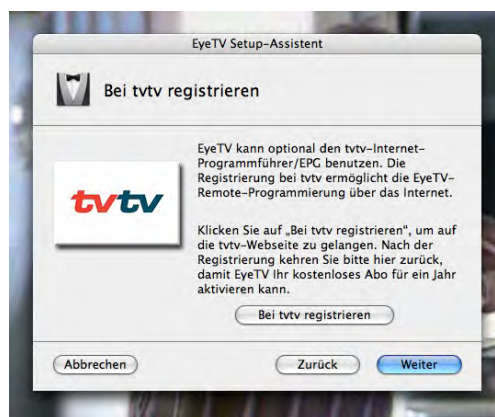 EyeTV Setup-Assistent
Bei tvtv registrieren
EyeTV kann optional den tvtv-Internet-
Programmführer/EPG benutzen. Die
Registrierung bei tvtv ermöglicht die EyeTV-
Remote-Programmierung über das Internet.
tvtv
Klicken Sie auf „Bei tvtv registrieren", um auf
die tvtv-Webseite zu gelangen. Nach der
Registrierung kehren Sie bitte hier zurück,
damit EyeTV Ihr kostenloses Abo für ein Jahr
aktivieren kann.
Bei tvtv registrieren
Abbrechen
Zurück
Weiter